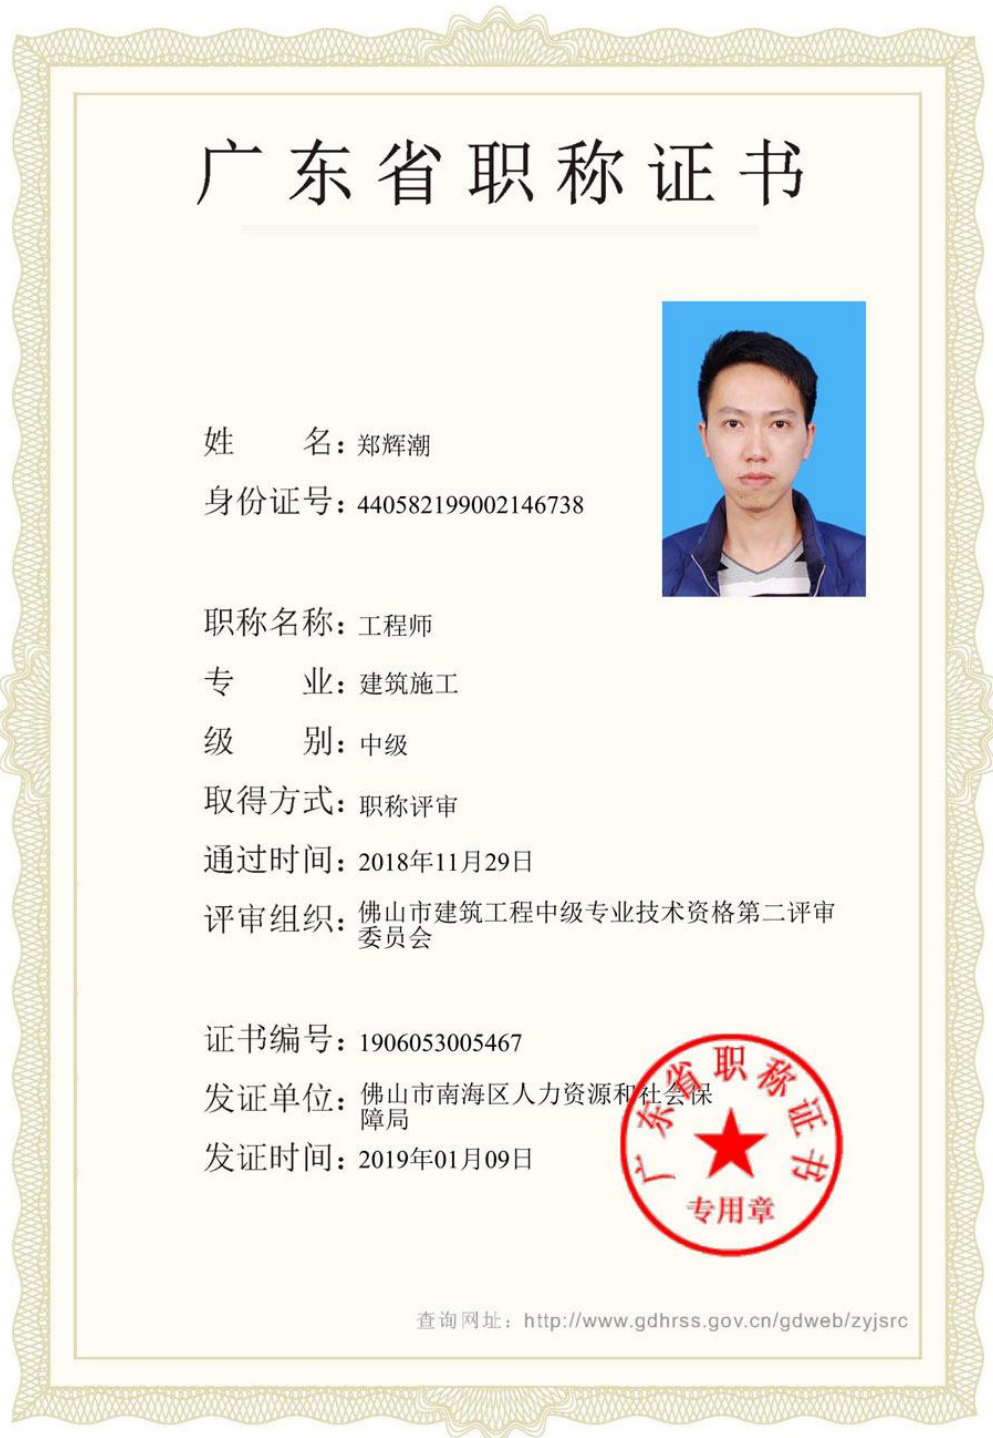 广东省职称证书
姓 名：郑辉潮
身份证号：440582199002146738
职称名称：工程师
专 业：建筑施工
级 别：中级
取得方式：职称评审
通过时间：2018年11月29日
评审组织：佛山市建筑工程中级专业技术资格第二评审
委员会
证书编号：1906053005467
发证单位：佛山市南海区人力资源和社会保
障局
发证时间：2019年01月09日
广东省职称证书
专用章
查询网址：http://www.gdhrss.gov.cn/gdweb/zyjsrc